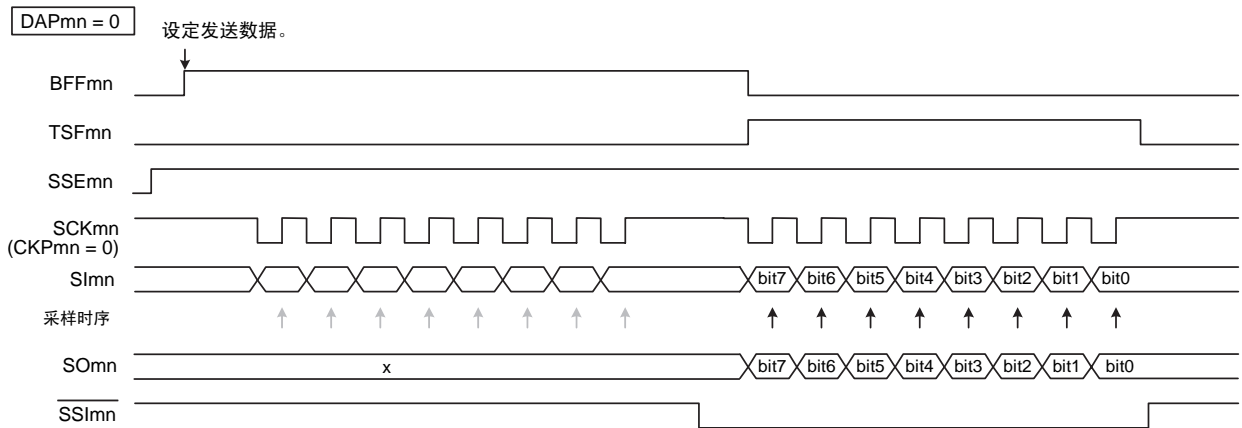 DAPmn = 0
设定发送数据。
BFFmn
TSFmn
SSEmn
SCKmn
(CKPmn = 0)
SImn
bit7 bit6 bit5 bit4 bit3 bit2 bit1 bit0
采样时序
SOmn
x
bit7 bit6 bit5 bit4 bit3 bit2 bit1 bit0
SSImn